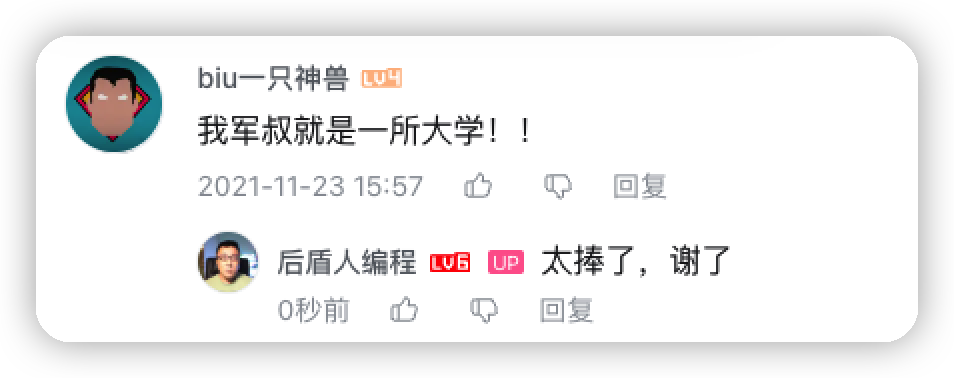 biu一只神兽 LV4
我军叔就是一所大学！！
2021-11-23 15:57 回复
后盾人编程 LV6 UP 太捧了，谢了
0秒前 回复